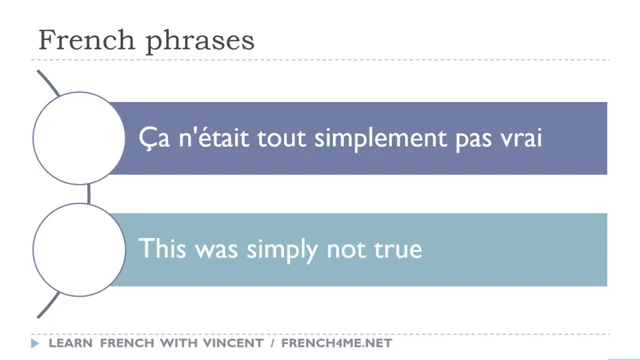 French phrases
Ça n'était tout simplement pas vrai
This was simply not true
LEARN FRENCH WITH VINCENT / FRENCH4ME.NET